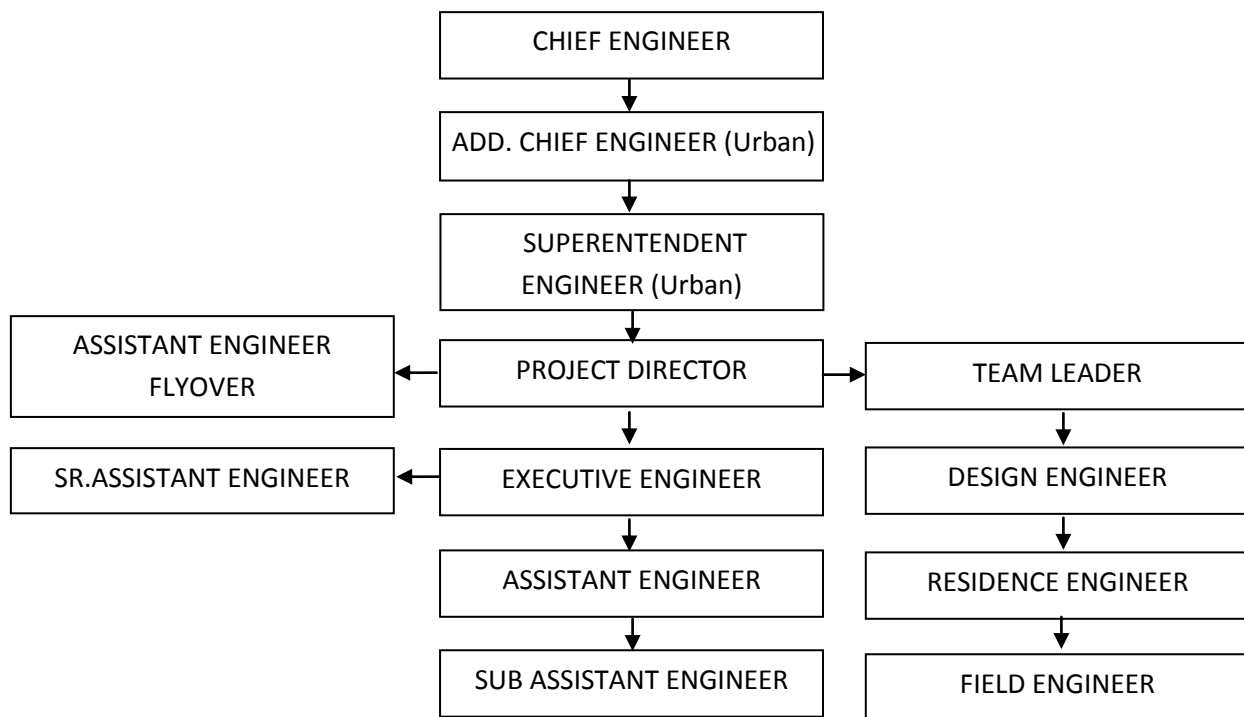 CHIEF ENGINEER
ADD. CHIEF ENGINEER (Urban)
SUPERENTENDENT
ENGINEER (Urban)
ASSISTANT ENGINEER
FLYOVER
PROJECT DIRECTOR
TEAM LEADER
SR.ASSISTANT ENGINEER
EXECUTIVE ENGINEER
DESIGN ENGINEER
ASSISTANT ENGINEER
RESIDENCE ENGINEER
SUB ASSISTANT ENGINEER
FIELD ENGINEER